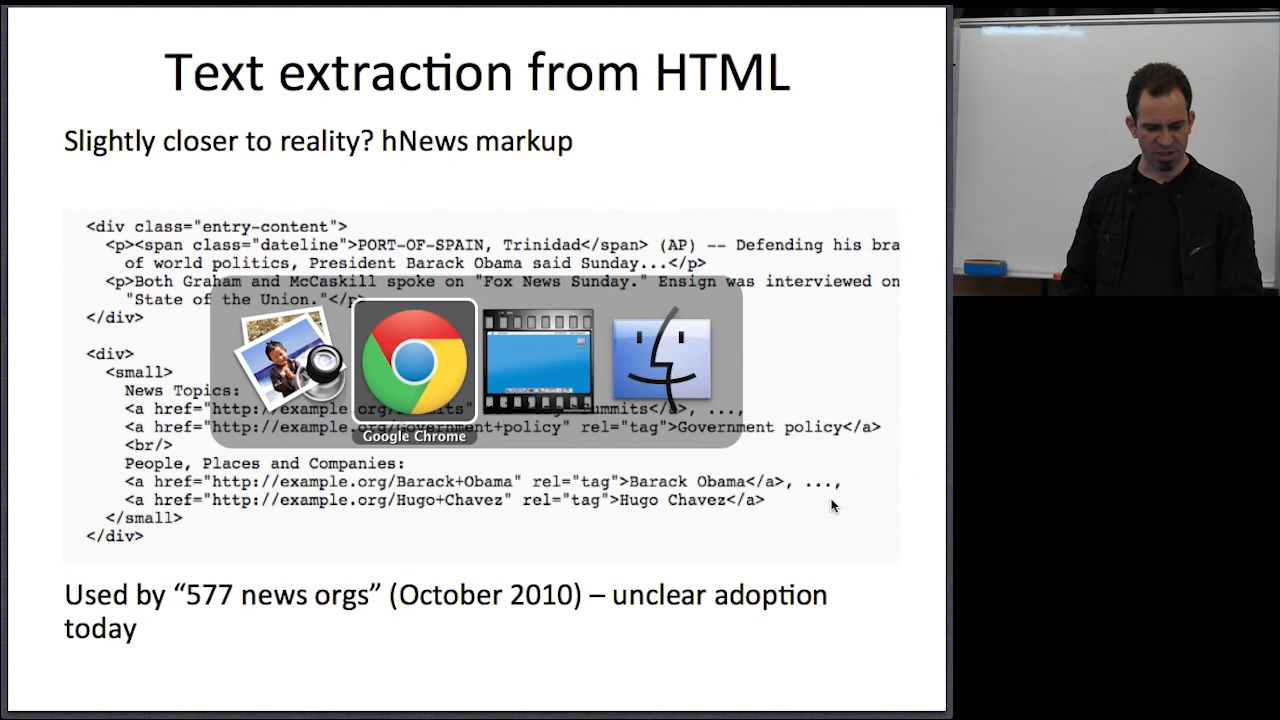 Text extraction from HTML
Slightly closer to reality? hNews markup
<div class="entry-content">
<p><span class="dateline">PORT-OF-SPAIN, Trinidad</span> (AP) -- Defending his bra
of world politics, President Barack Obama said Sunday...</p>
<p>Both Graham and McCaskill spoke on "Fox News Sunday." Ensign was interviewed on
"State of the Union."</p>
</div>
<div>
<small>
News Topics:
<a href="http://example.org/Summits" rel="tag">Summits</a>, ...,
<a href="http://example.org/Government+policy" rel="tag">Government policy</a>
<br/>
People, Places and Companies:
<a href="http://example.org/Barack+Obama" rel="tag">Barack Obama</a>, ...,
<a href="http://example.org/Hugo+Chavez" rel="tag">Hugo Chavez</a>
</small>
</div>
Google Chrome
Used by “577 news orgs” (October 2010) – unclear adoption
today